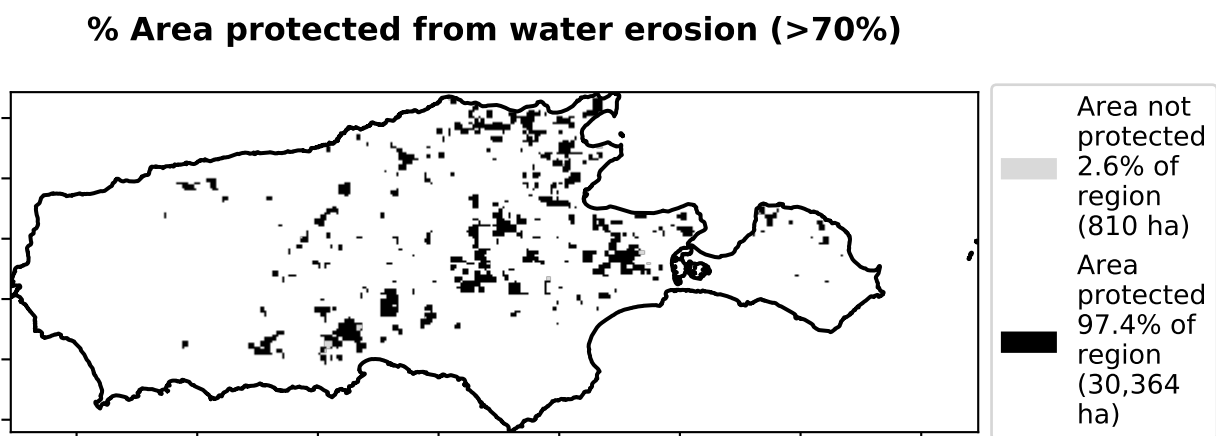 % Area protected from water erosion (>70%)
Area not
protected
2.6% of
region
(810 ha)
Area
protected
97.4% of
region
(30,364
ha)